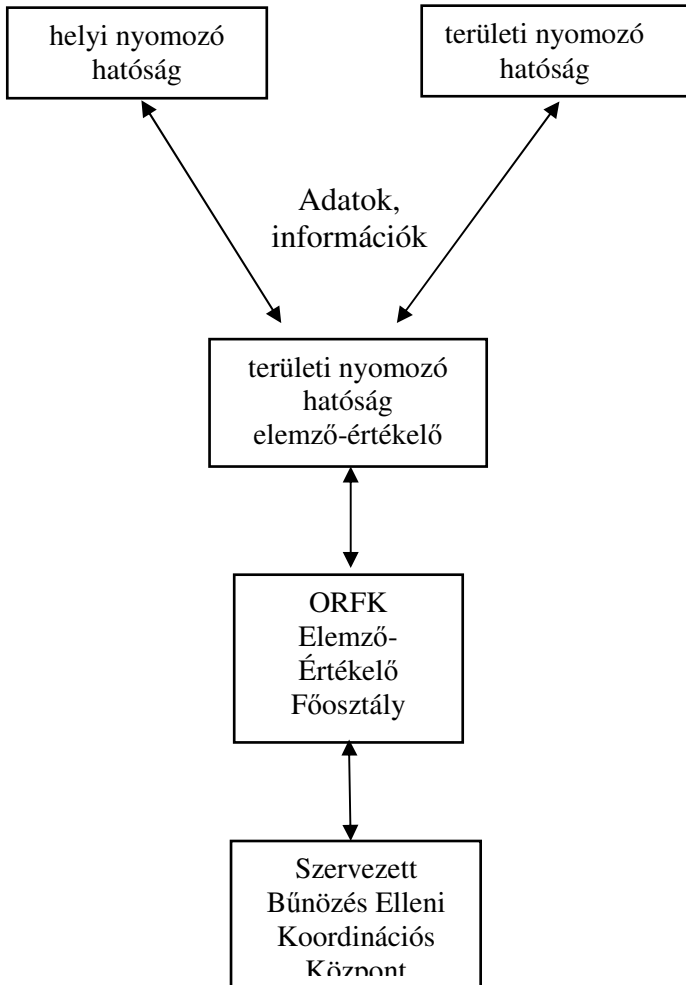 helyi nyomozó
hatóság
területi nyomozó
hatóság
Adatok,
információk
területi nyomozó
hatóság
elemző-értékelő
ORFK
Elemző-
Értékelő
Főosztály
Szervezett
Bűnözés Elleni
Koordinációs
Központ